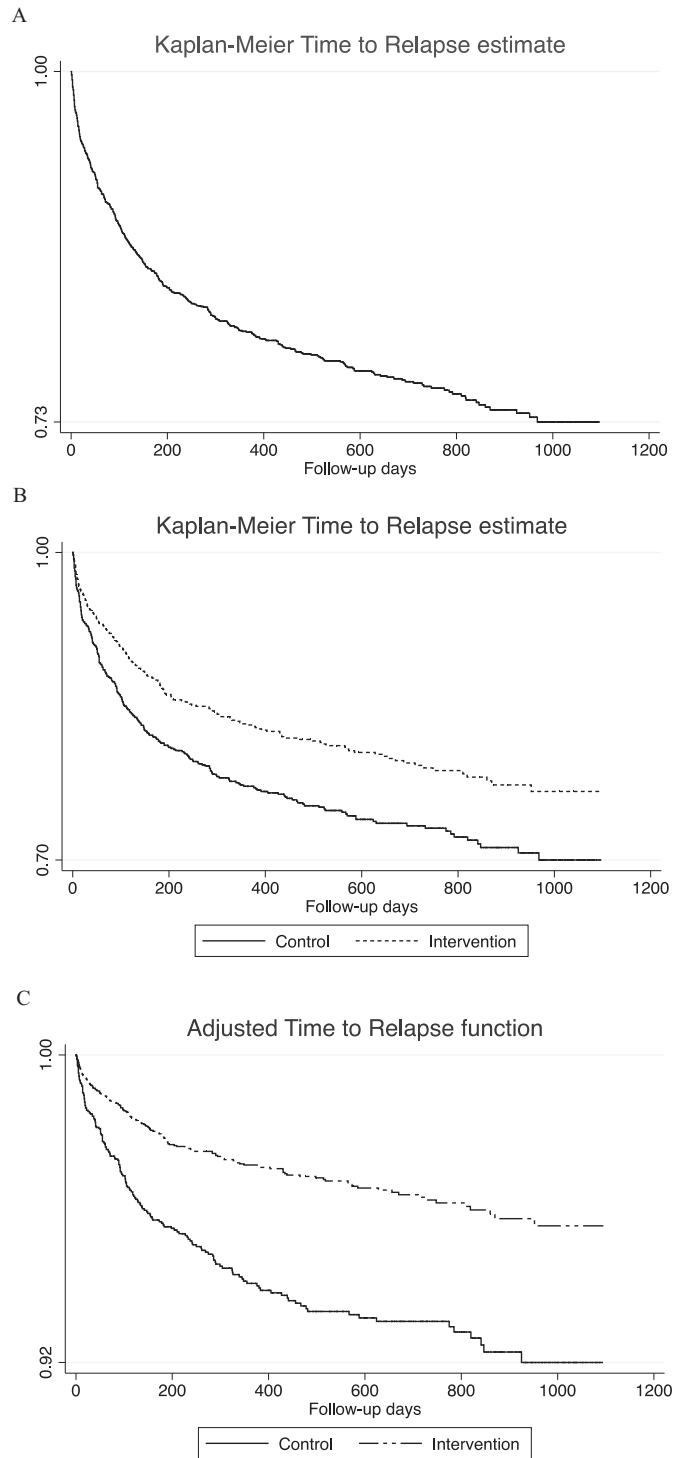 A
Kaplan-Meier Time to Relapse estimate
1.00
0.73
0 200 400 600 800 1000 1200
Follow-up days
B
Kaplan-Meier Time to Relapse estimate
1.00
0.70
0 200 400 600 800 1000 1200
Follow-up days
Control Intervention
C
Adjusted Time to Relapse function
1.00
0.92
0 200 400 600 800 1000 1200
Follow-up days
Control Intervention